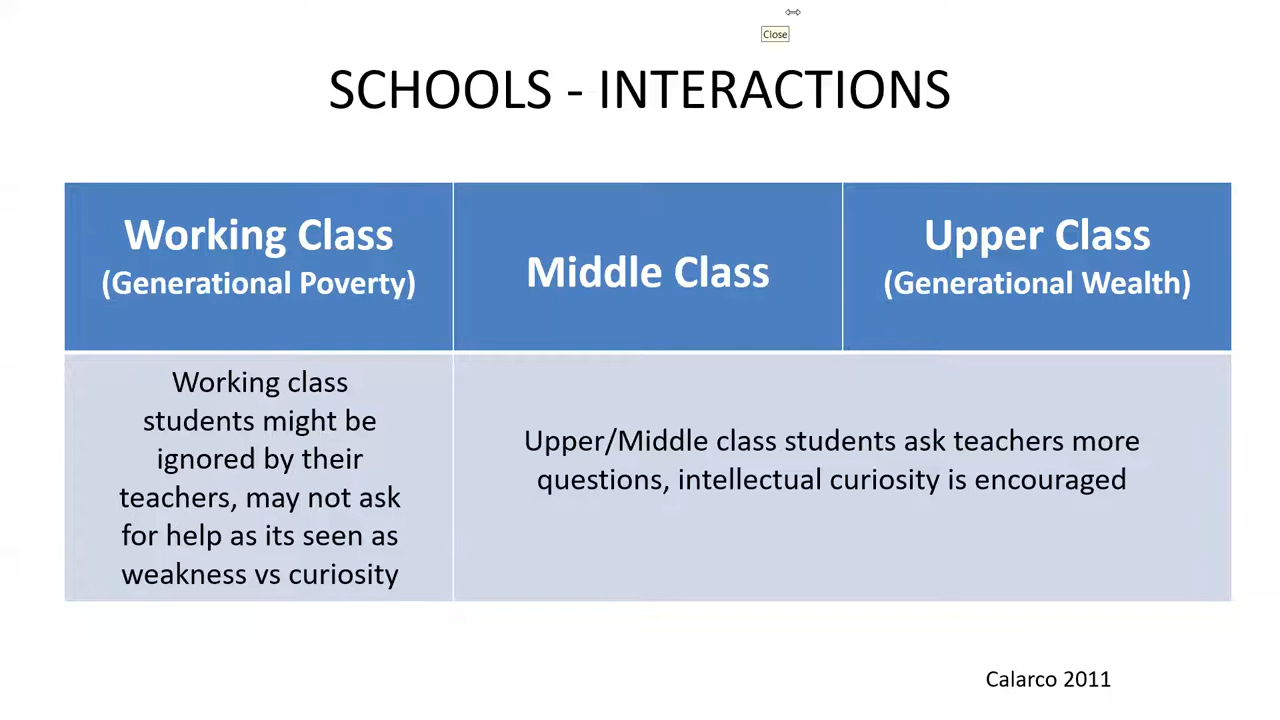 Close
SCHOOLS - INTERACTIONS
Working Class
(Generational Poverty)
Middle Class
Upper Class
(Generational Wealth)
Working class
students might be
ignored by their
teachers, may not ask
for help as its seen as
weakness vs curiosity
Upper/Middle class students ask teachers more
questions, intellectual curiosity is encouraged
Calarco 2011